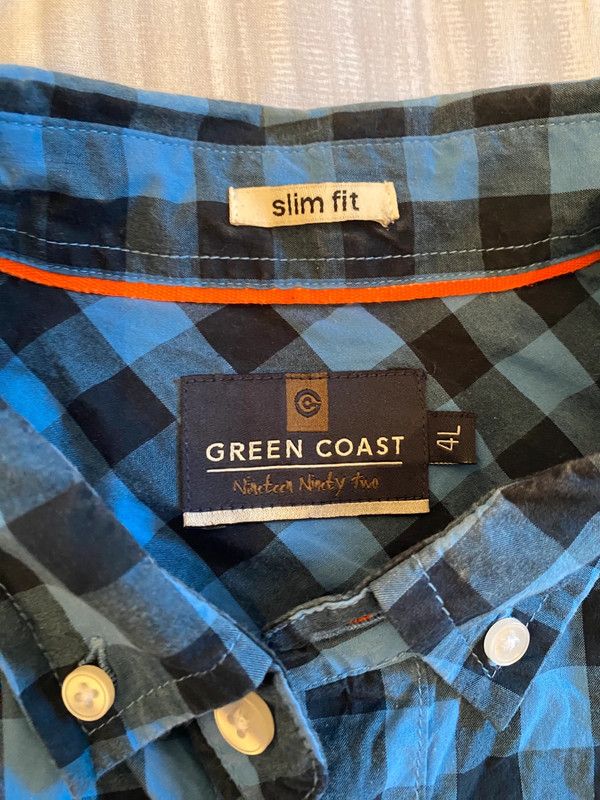 slim fit
GREEN COAST
4L
Nineteen Ninety Two